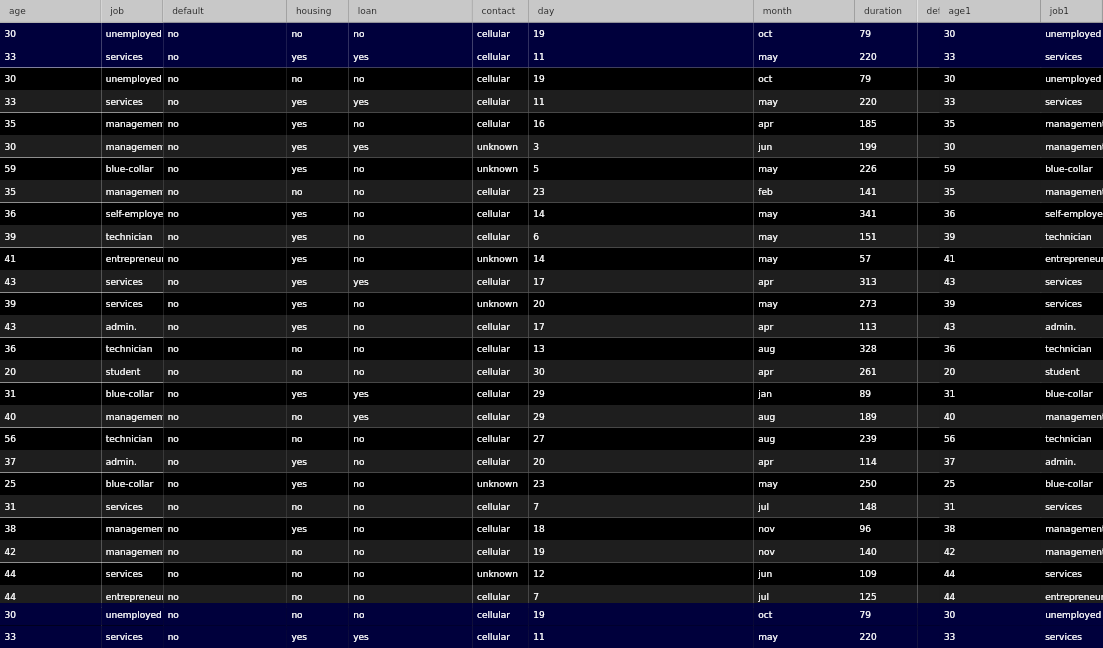 age job default housing loan contact day month duration def age1 job1
30 unemployed no no no cellular 19 oct 79 30 unemployed
33 services no yes yes cellular 11 may 220 33 services
30 unemployed no no no cellular 19 oct 79 30 unemployed
33 services no yes yes cellular 11 may 220 33 services
35 managemen no yes no cellular 16 apr 185 35 management
30 managemen no yes yes unknown 3 jun 199 30 management
59 blue-collar no yes no unknown 5 may 226 59 blue-collar
35 managemen no no no cellular 23 feb 141 35 management
36 self-employe no yes no cellular 14 may 341 36 self-employe
39 technician no yes no cellular 6 may 151 39 technician
41 entrepreneur no yes no unknown 14 may 57 41 entrepreneur
43 services no yes yes cellular 17 apr 313 43 services
39 services no yes no unknown 20 may 273 39 services
43 admin. no yes no cellular 17 apr 113 43 admin.
36 technician no no no cellular 13 aug 328 36 technician
20 student no no no cellular 30 apr 261 20 student
31 blue-collar no yes yes cellular 29 jan 89 31 blue-collar
40 managemen no no yes cellular 29 aug 189 40 management
56 technician no no no cellular 27 aug 239 56 technician
37 admin. no yes no cellular 20 apr 114 37 admin.
25 blue-collar no yes no unknown 23 may 250 25 blue-collar
31 services no no no cellular 7 jul 148 31 services
38 managemen no yes no cellular 18 nov 96 38 management
42 managemen no no no cellular 19 nov 140 42 management
44 services no no no unknown 12 jun 109 44 services
44 entrepreneur no no no cellular 7 jul 125 44 entrepreneur
30 unemployed no no no cellular 19 oct 79 30 unemployed
33 services no yes yes cellular 11 may 220 33 services